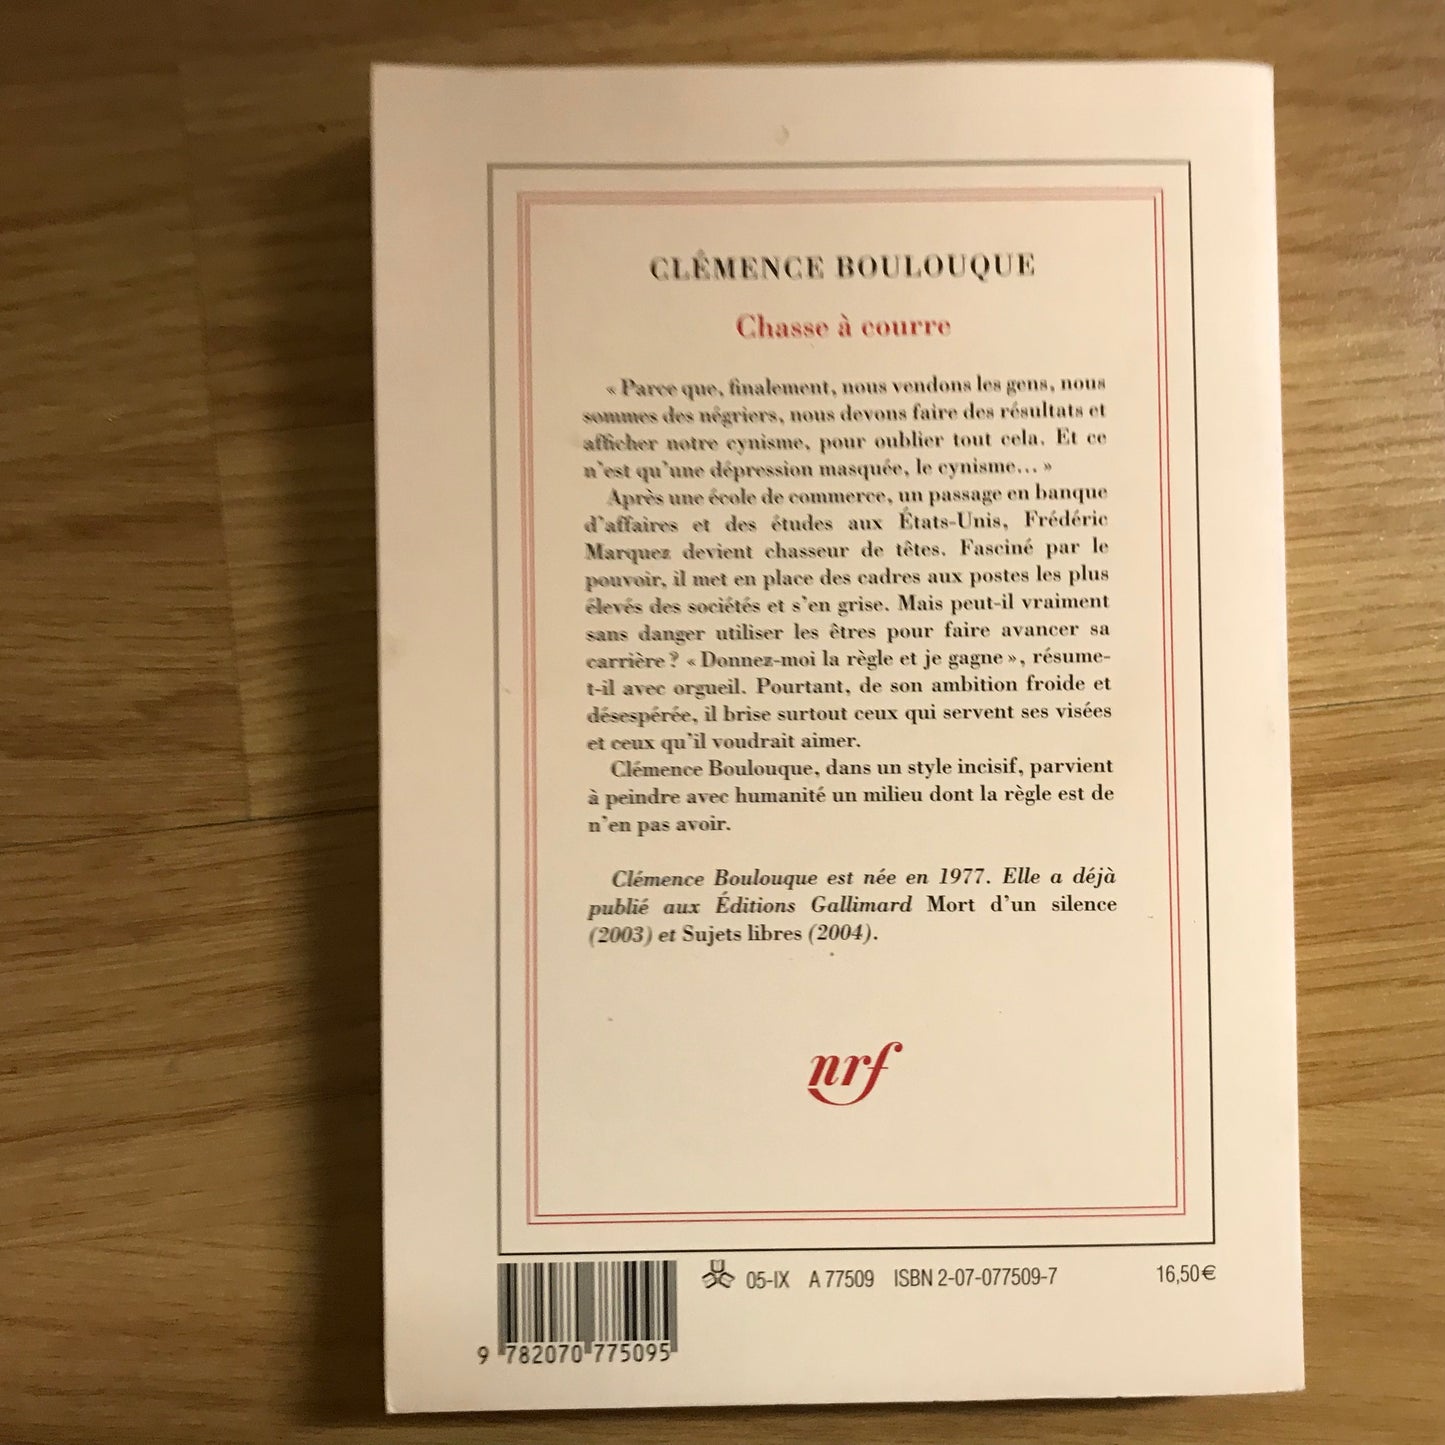 CLÉMENCE BOULOUQUE
Chasse à courre
« Parce que, finalement, nous vendons les gens, nous
sommes des négriers, nous devons faire des résultats et
afficher notre cynisme, pour oublier tout cela. Et ce
n'est qu'une dépression masquée, le cynisme... »
Après une école de commerce, un passage en banque
d'affaires et des études aux États-Unis, Frédéric
Marquez devient chasseur de têtes. Fasciné par le
pouvoir, il met en place des cadres aux postes les plus
élevés des sociétés et s'en grise. Mais peut-il vraiment
sans danger utiliser les êtres pour faire avancer sa
carrière ? « Donnez-moi la règle et je gagne », résume-
t-il avec orgueil. Pourtant, de son ambition froide et
désespérée, il brise surtout ceux qui servent ses visées
et ceux qu'il voudrait aimer.
Clémence Boulouque, dans un style incisif, parvient
à peindre avec humanité un milieu dont la règle est de
n'en pas avoir.
Clémence Boulouque est née en 1977. Elle a déjà
publié aux Éditions Gallimard Mort d'un silence
(2003) et Sujets libres (2004).
nrf
05-IX A 77509 ISBN 2-07-077509-7 16,50€
9 782070 775095